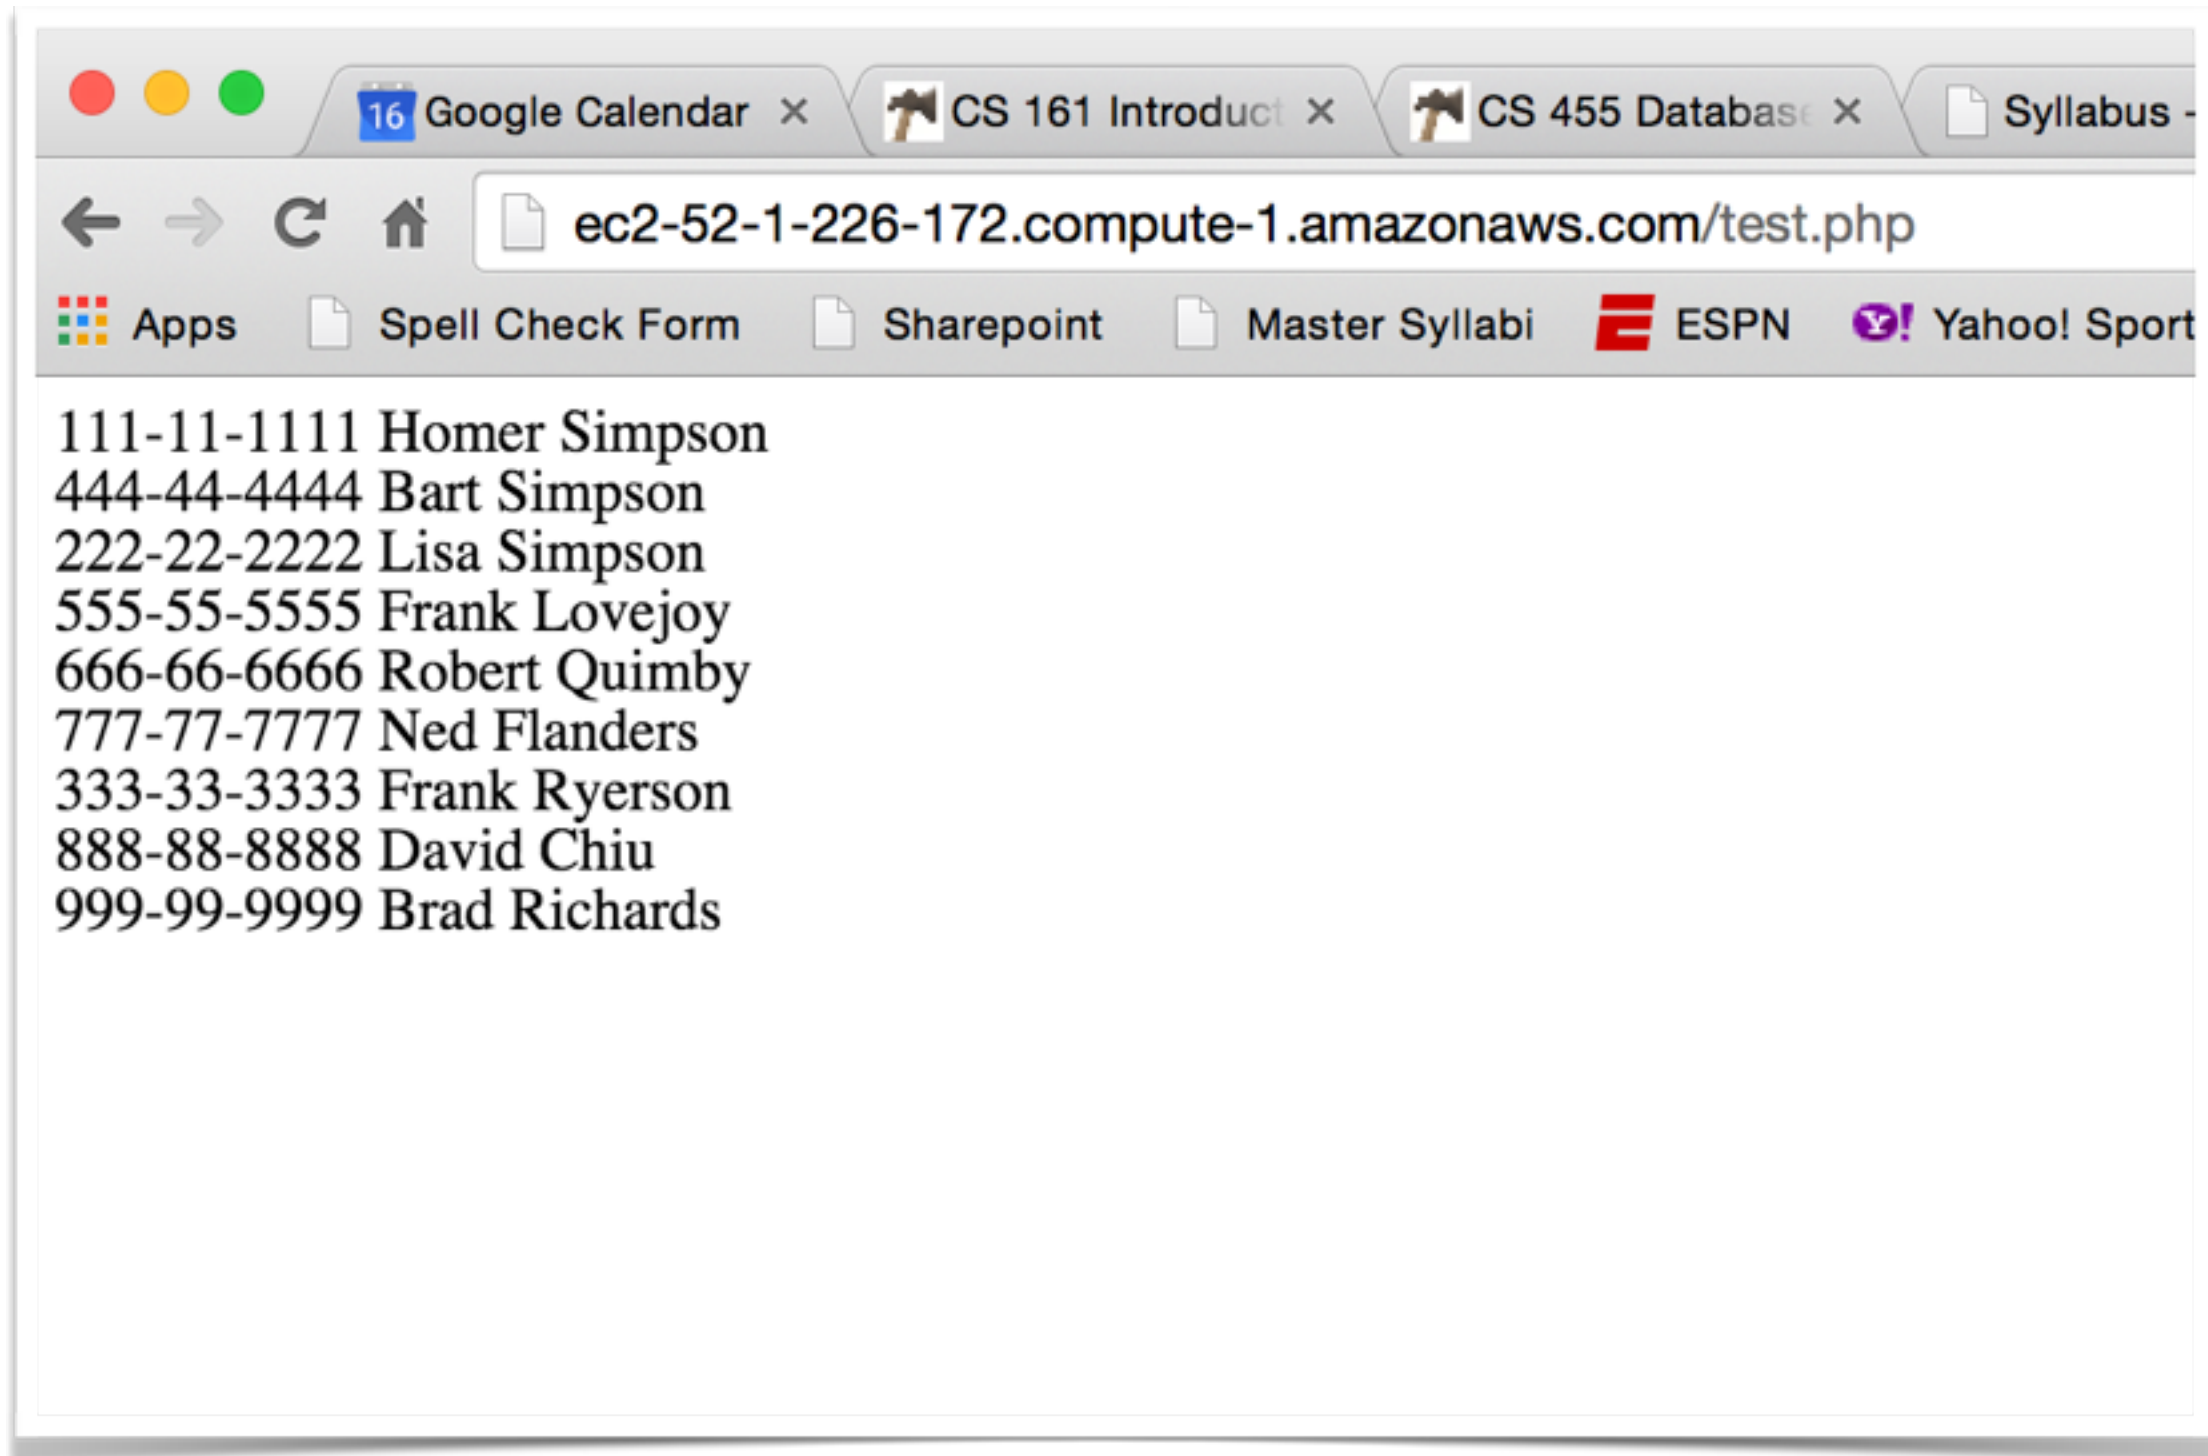 16 Google Calendar × CS 161 Introduct × CS 455 Database × Syllabus -
ec2-52-1-226-172.compute-1.amazonaws.com/test.php
Apps Spell Check Form Sharepoint Master Syllabi ESPN Yahoo! Sport
111-11-1111 Homer Simpson
444-44-4444 Bart Simpson
222-22-2222 Lisa Simpson
555-55-5555 Frank Lovejoy
666-66-6666 Robert Quimby
777-77-7777 Ned Flanders
333-33-3333 Frank Ryerson
888-88-8888 David Chiu
999-99-9999 Brad Richards